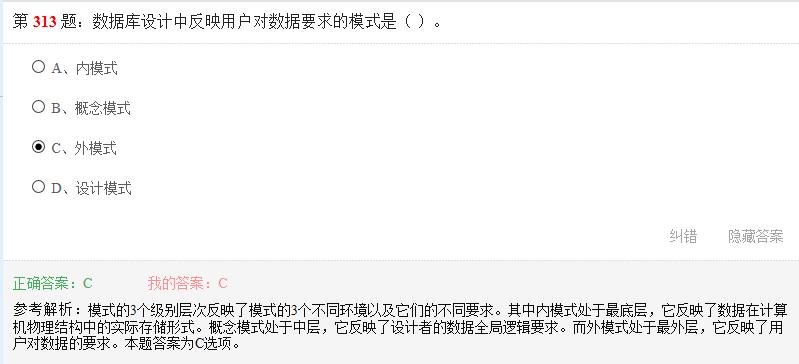 第 313 题：数据库设计中反映用户对数据要求的模式是（ ）。
A、内模式
B、概念模式
C、外模式
D、设计模式
纠错 隐藏答案
正确答案：C 我的答案：C
参考解析：模式的3个级别层次反映了模式的3个不同环境以及它们的不同要求。其中内模式处于最底层，它反映了数据在计算
机物理结构中的实际存储形式。概念模式处于中层，它反映了设计者的数据全局逻辑要求。而外模式处于最外层，它反映了用
户对数据的要求。本题答案为C选项。